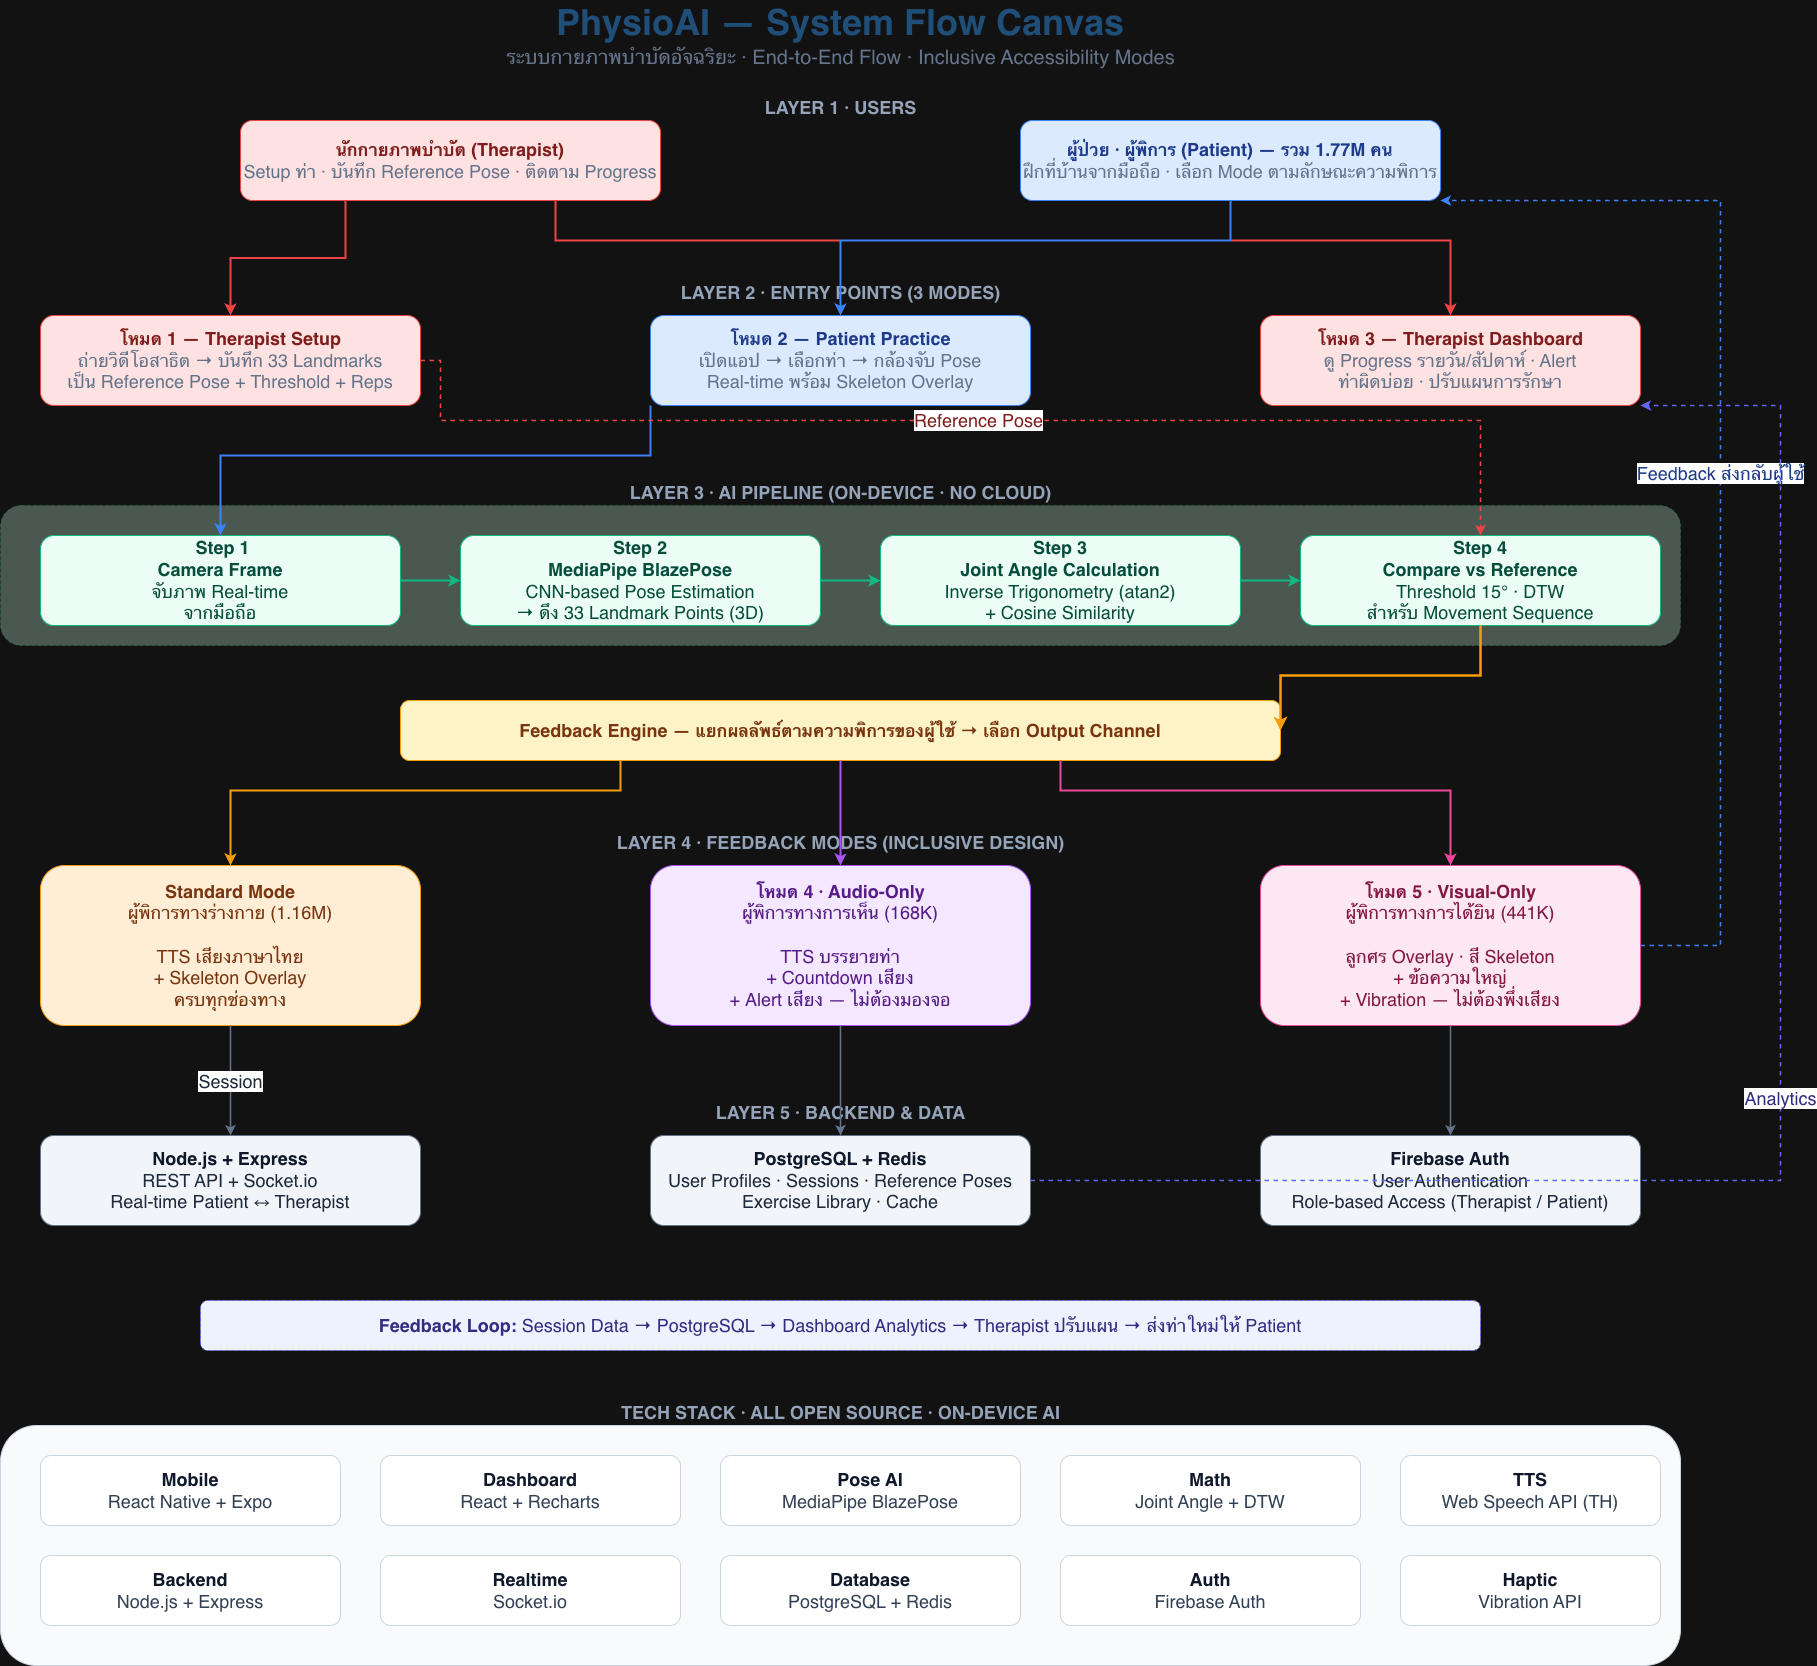 PhysioAI — System Flow Canvas
ระบบกายภาพบำบัดอัจฉริยะ · End-to-End Flow · Inclusive Accessibility Modes
LAYER 1 · USERS
นักกายภาพบำบัด (Therapist)
Setup ท่า · บันทึก Reference Pose · ติดตาม Progress
ผู้ป่วย · ผู้พิการ (Patient) — รวม 1.77M คน
ฝึกที่บ้านจากมือถือ · เลือก Mode ตามลักษณะความพิการ
LAYER 2 · ENTRY POINTS (3 MODES)
โหมด 1 — Therapist Setup
ถ่ายวิดีโอสาธิต → บันทึก 33 Landmarks
เป็น Reference Pose + Threshold + Reps
โหมด 2 — Patient Practice
เปิดแอป → เลือกท่า → กล้องจับ Pose
Real-time พร้อม Skeleton Overlay
โหมด 3 — Therapist Dashboard
ดู Progress รายวัน/สัปดาห์ · Alert
ท่าผิดบ่อย · ปรับแผนการรักษา
Reference Pose
Feedback ส่งกลับผู้ใช้
LAYER 3 · AI PIPELINE (ON-DEVICE · NO CLOUD)
Step 1
Camera Frame
จับภาพ Real-time
จากมือถือ
Step 2
MediaPipe BlazePose
CNN-based Pose Estimation
→ ดึง 33 Landmark Points (3D)
Step 3
Joint Angle Calculation
Inverse Trigonometry (atan2)
+ Cosine Similarity
Step 4
Compare vs Reference
Threshold 15° · DTW
สำหรับ Movement Sequence
Feedback Engine — แยกผลลัพธ์ตามความพิการของผู้ใช้ → เลือก Output Channel
LAYER 4 · FEEDBACK MODES (INCLUSIVE DESIGN)
Standard Mode
ผู้พิการทางร่างกาย (1.16M)
TTS เสียงภาษาไทย
+ Skeleton Overlay
ครบทุกช่องทาง
โหมด 4 · Audio-Only
ผู้พิการทางการเห็น (168K)
TTS บรรยายท่า
+ Countdown เสียง
+ Alert เสียง — ไม่ต้องมองจอ
โหมด 5 · Visual-Only
ผู้พิการทางการได้ยิน (441K)
ลูกศร Overlay · สี Skeleton
+ ข้อความใหญ่
+ Vibration — ไม่ต้องพึ่งเสียง
Session
Analytics
LAYER 5 · BACKEND & DATA
Node.js + Express
REST API + Socket.io
Real-time Patient ↔ Therapist
PostgreSQL + Redis
User Profiles · Sessions · Reference Poses
Exercise Library · Cache
Firebase Auth
User Authentication
Role-based Access (Therapist / Patient)
Feedback Loop: Session Data → PostgreSQL → Dashboard Analytics → Therapist ปรับแผน → ส่งท่าใหม่ให้ Patient
TECH STACK · ALL OPEN SOURCE · ON-DEVICE AI
Mobile
React Native + Expo
Dashboard
React + Recharts
Pose AI
MediaPipe BlazePose
Math
Joint Angle + DTW
TTS
Web Speech API (TH)
Backend
Node.js + Express
Realtime
Socket.io
Database
PostgreSQL + Redis
Auth
Firebase Auth
Haptic
Vibration API